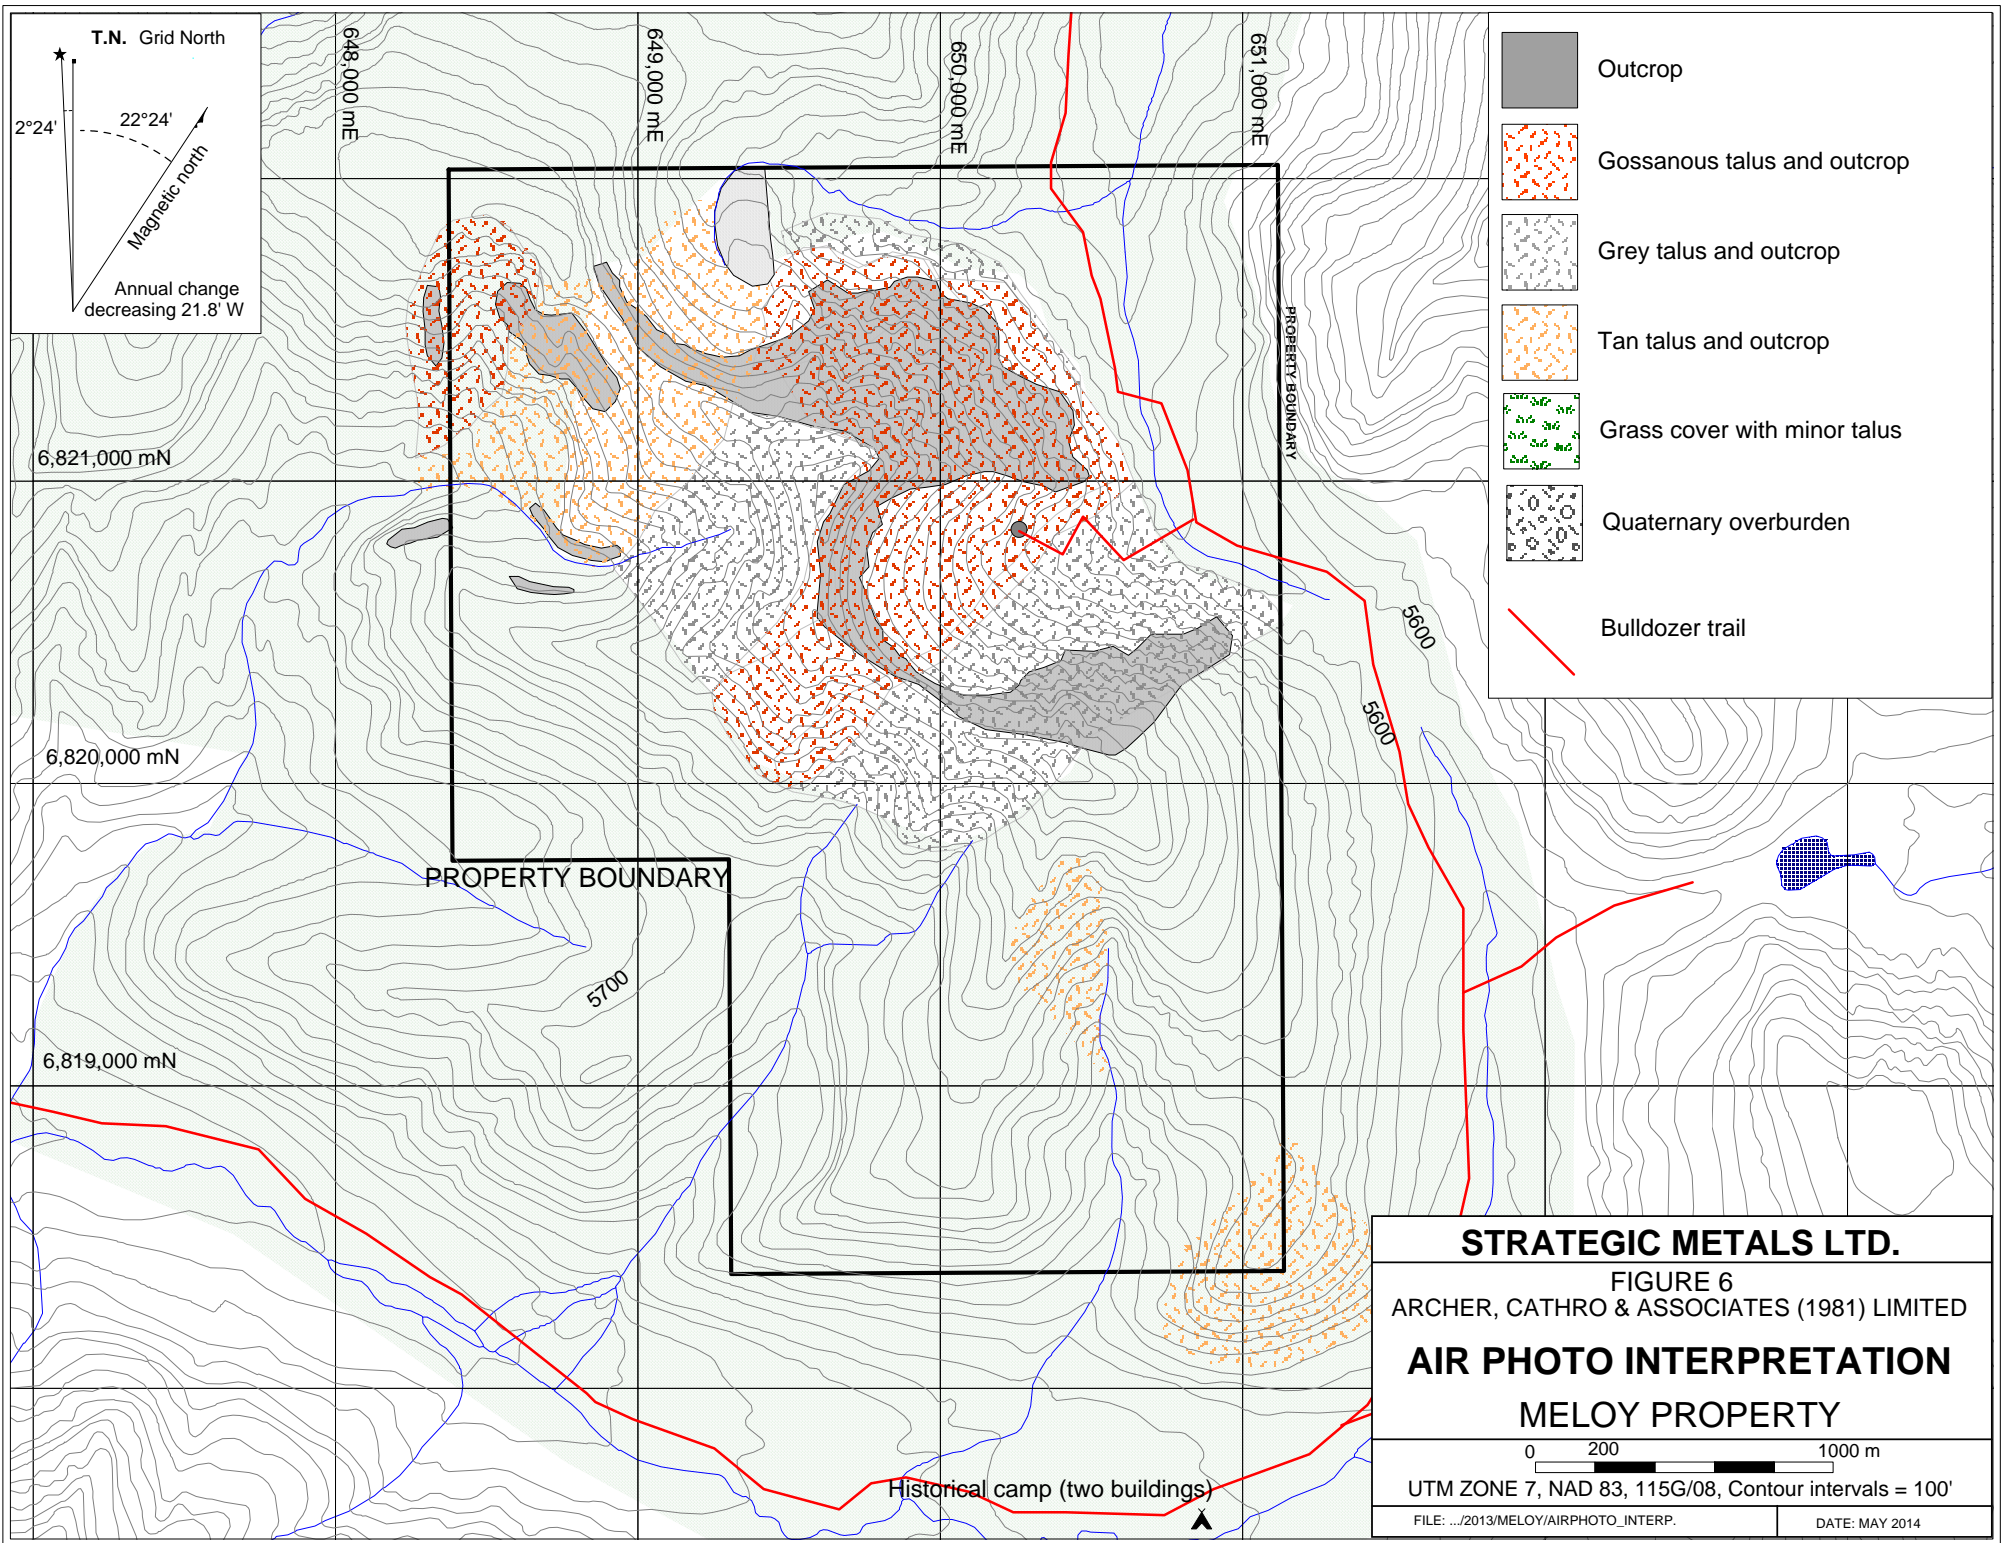 T.N. Grid North
2°24'
22°24'
Magnetic north
Annual change
decreasing 21.8' W
648,000 mE
649,000 mE
650,000 mE
651,000 mE
Outcrop
Gossanous talus and outcrop
Grey talus and outcrop
Tan talus and outcrop
Grass cover with minor talus
Quaternary overburden
Bulldozer trail
PROPERTY BOUNDARY
6,821,000 mN
5600
5600
6,820,000 mN
PROPERTY BOUNDARY
5700
6,819,000 mN
Historical camp (two buildings)
STRATEGIC METALS LTD.
FIGURE 6
ARCHER, CATHRO & ASSOCIATES (1981) LIMITED
AIR PHOTO INTERPRETATION
MELOY PROPERTY
0 200 1000 m
UTM ZONE 7, NAD 83, 115G/08, Contour intervals = 100'
FILE: .../2013/MELOY/AIRPHOTO_INTERP.
DATE: MAY 2014